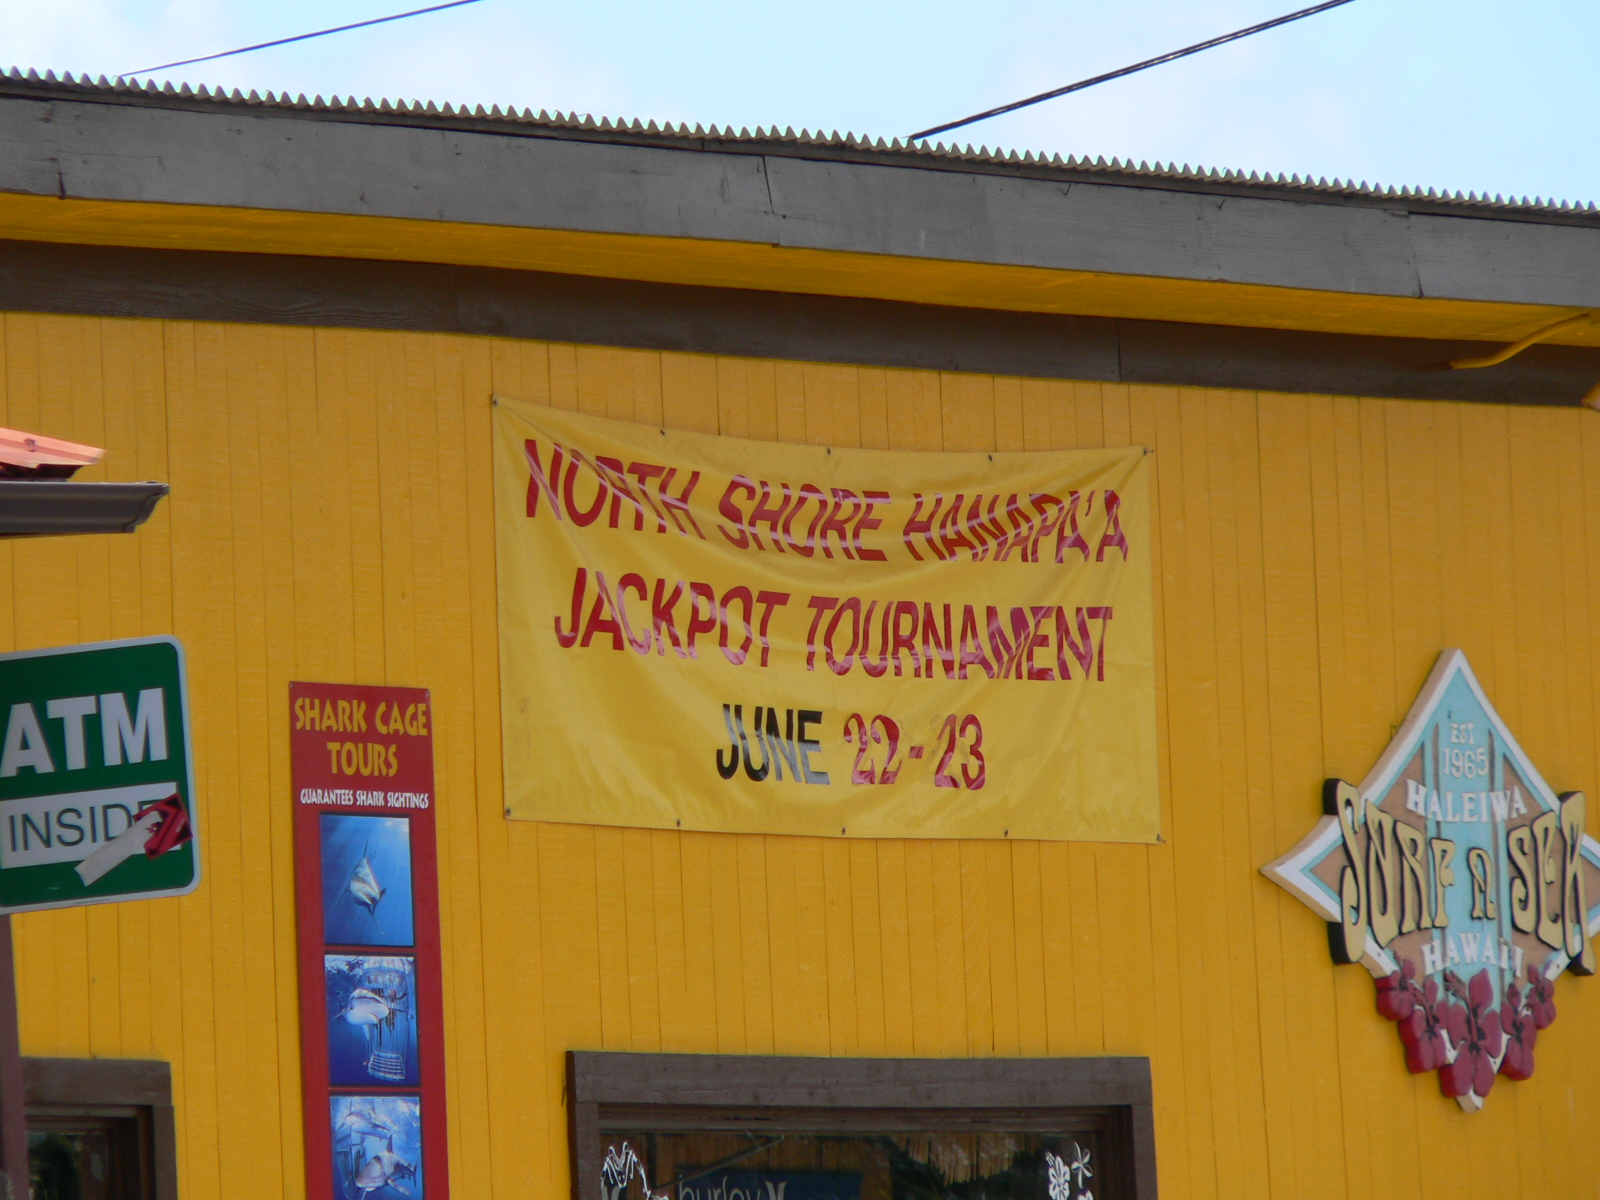 NORTH SHORE HANAPA'A
JACKPOT TOURNAMENT
JUNE 22-23
ATM
INSIDE
SHARK CAGE
TOURS
GUARANTEES SHARK SIGHTINGS
EST
1965
HALEIWA
SURF N SEA
HAWAII
hurley